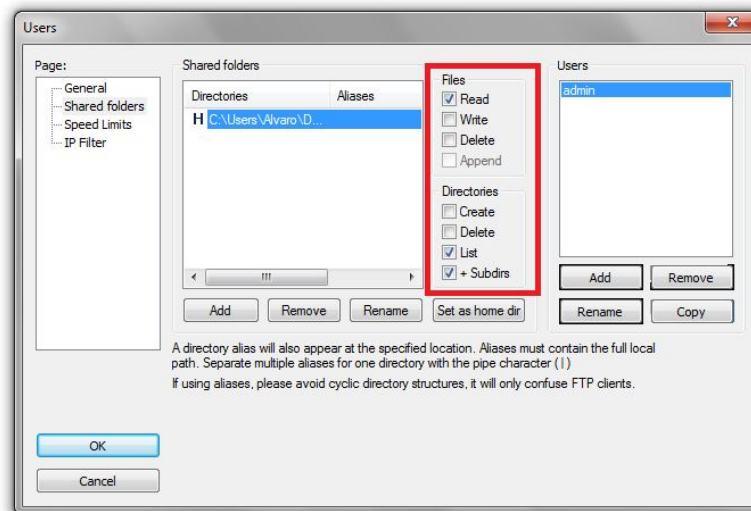 Users
Page:
General
Shared folders
Speed Limits
IP Filter
Shared folders
Directories Aliases
H C:\Users\Alvaro\D...
Files
Read
Write
Delete
Append
Directories
Create
Delete
List
+ Subdirs
Add Remove Rename Set as home dir
Users
admin
Add Remove
Rename Copy
A directory alias will also appear at the specified location. Aliases must contain the full local
path. Separate multiple aliases for one directory with the pipe character ( | )
If using aliases, please avoid cyclic directory structures, it will only confuse FTP clients.
OK
Cancel